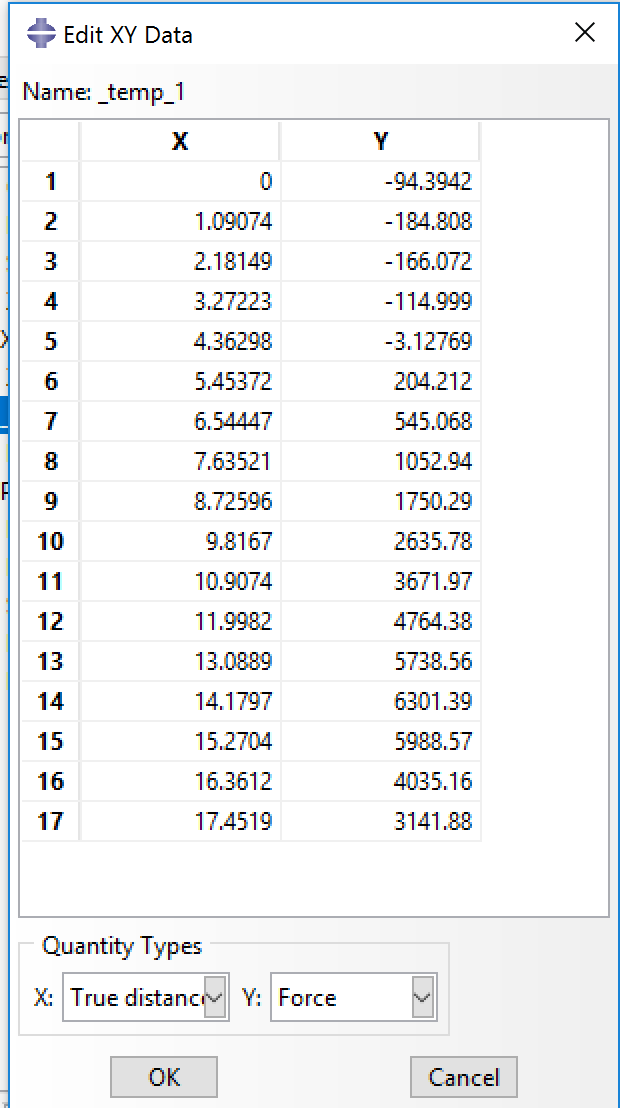 Edit XY Data
Name: _temp_1
X Y
1 0 -94.3942
2 1.09074 -184.808
3 2.18149 -166.072
4 3.27223 -114.999
5 4.36298 -3.12769
6 5.45372 204.212
7 6.54447 545.068
8 7.63521 1052.94
9 8.72596 1750.29
10 9.8167 2635.78
11 10.9074 3671.97
12 11.9982 4764.38
13 13.0889 5738.56
14 14.1797 6301.39
15 15.2704 5988.57
16 16.3612 4035.16
17 17.4519 3141.88
Quantity Types
X: True distanc Y: Force
OK Cancel